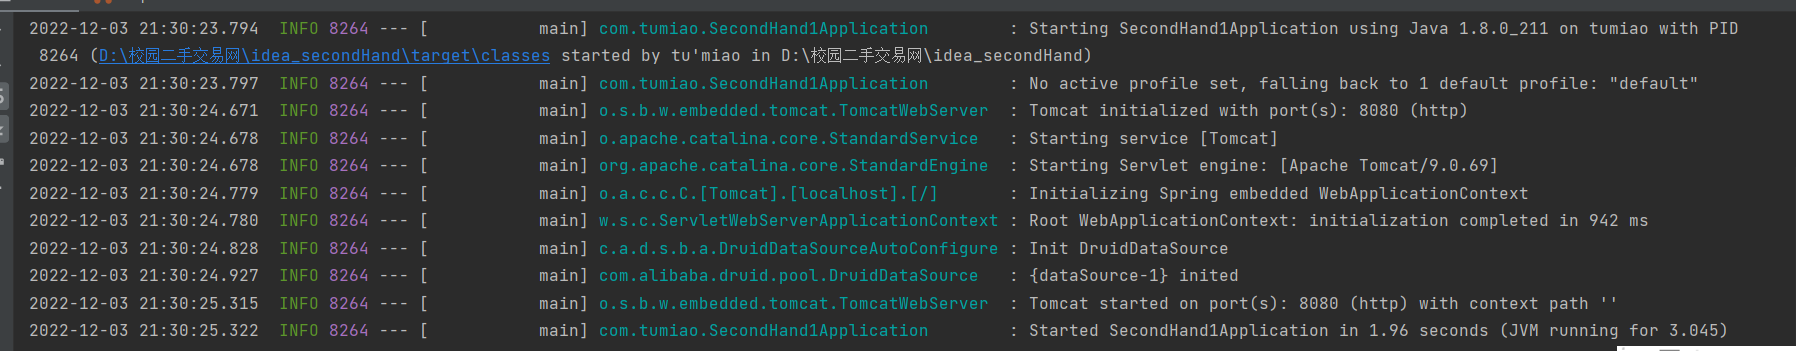 2022-12-03 21:30:23.794  INFO 8264 --- [           main] com.tumiao.SecondHand1Application        : Starting SecondHand1Application using Java 1.8.0_211 on tumiao with PID
 8264 (D:\校园二手交易网\idea_secondHand\target\classes started by tu'miao in D:\校园二手交易网\idea_secondHand)
2022-12-03 21:30:23.797  INFO 8264 --- [           main] com.tumiao.SecondHand1Application        : No active profile set, falling back to 1 default profile: "default"
2022-12-03 21:30:24.671  INFO 8264 --- [           main] o.s.b.w.embedded.tomcat.TomcatWebServer  : Tomcat initialized with port(s): 8080 (http)
2022-12-03 21:30:24.678  INFO 8264 --- [           main] o.apache.catalina.core.StandardService   : Starting service [Tomcat]
2022-12-03 21:30:24.678  INFO 8264 --- [           main] org.apache.catalina.core.StandardEngine  : Starting Servlet engine: [Apache Tomcat/9.0.69]
2022-12-03 21:30:24.779  INFO 8264 --- [           main] o.a.c.c.C.[Tomcat].[localhost].[/]       : Initializing Spring embedded WebApplicationContext
2022-12-03 21:30:24.780  INFO 8264 --- [           main] w.s.c.ServletWebServerApplicationContext : Root WebApplicationContext: initialization completed in 942 ms
2022-12-03 21:30:24.828  INFO 8264 --- [           main] c.a.d.s.b.a.DruidDataSourceAutoConfigure : Init DruidDataSource
2022-12-03 21:30:24.927  INFO 8264 --- [           main] com.alibaba.druid.pool.DruidDataSource   : {dataSource-1} inited
2022-12-03 21:30:25.315  INFO 8264 --- [           main] o.s.b.w.embedded.tomcat.TomcatWebServer  : Tomcat started on port(s): 8080 (http) with context path ''
2022-12-03 21:30:25.322  INFO 8264 --- [           main] com.tumiao.SecondHand1Application        : Started SecondHand1Application in 1.96 seconds (JVM running for 3.045)